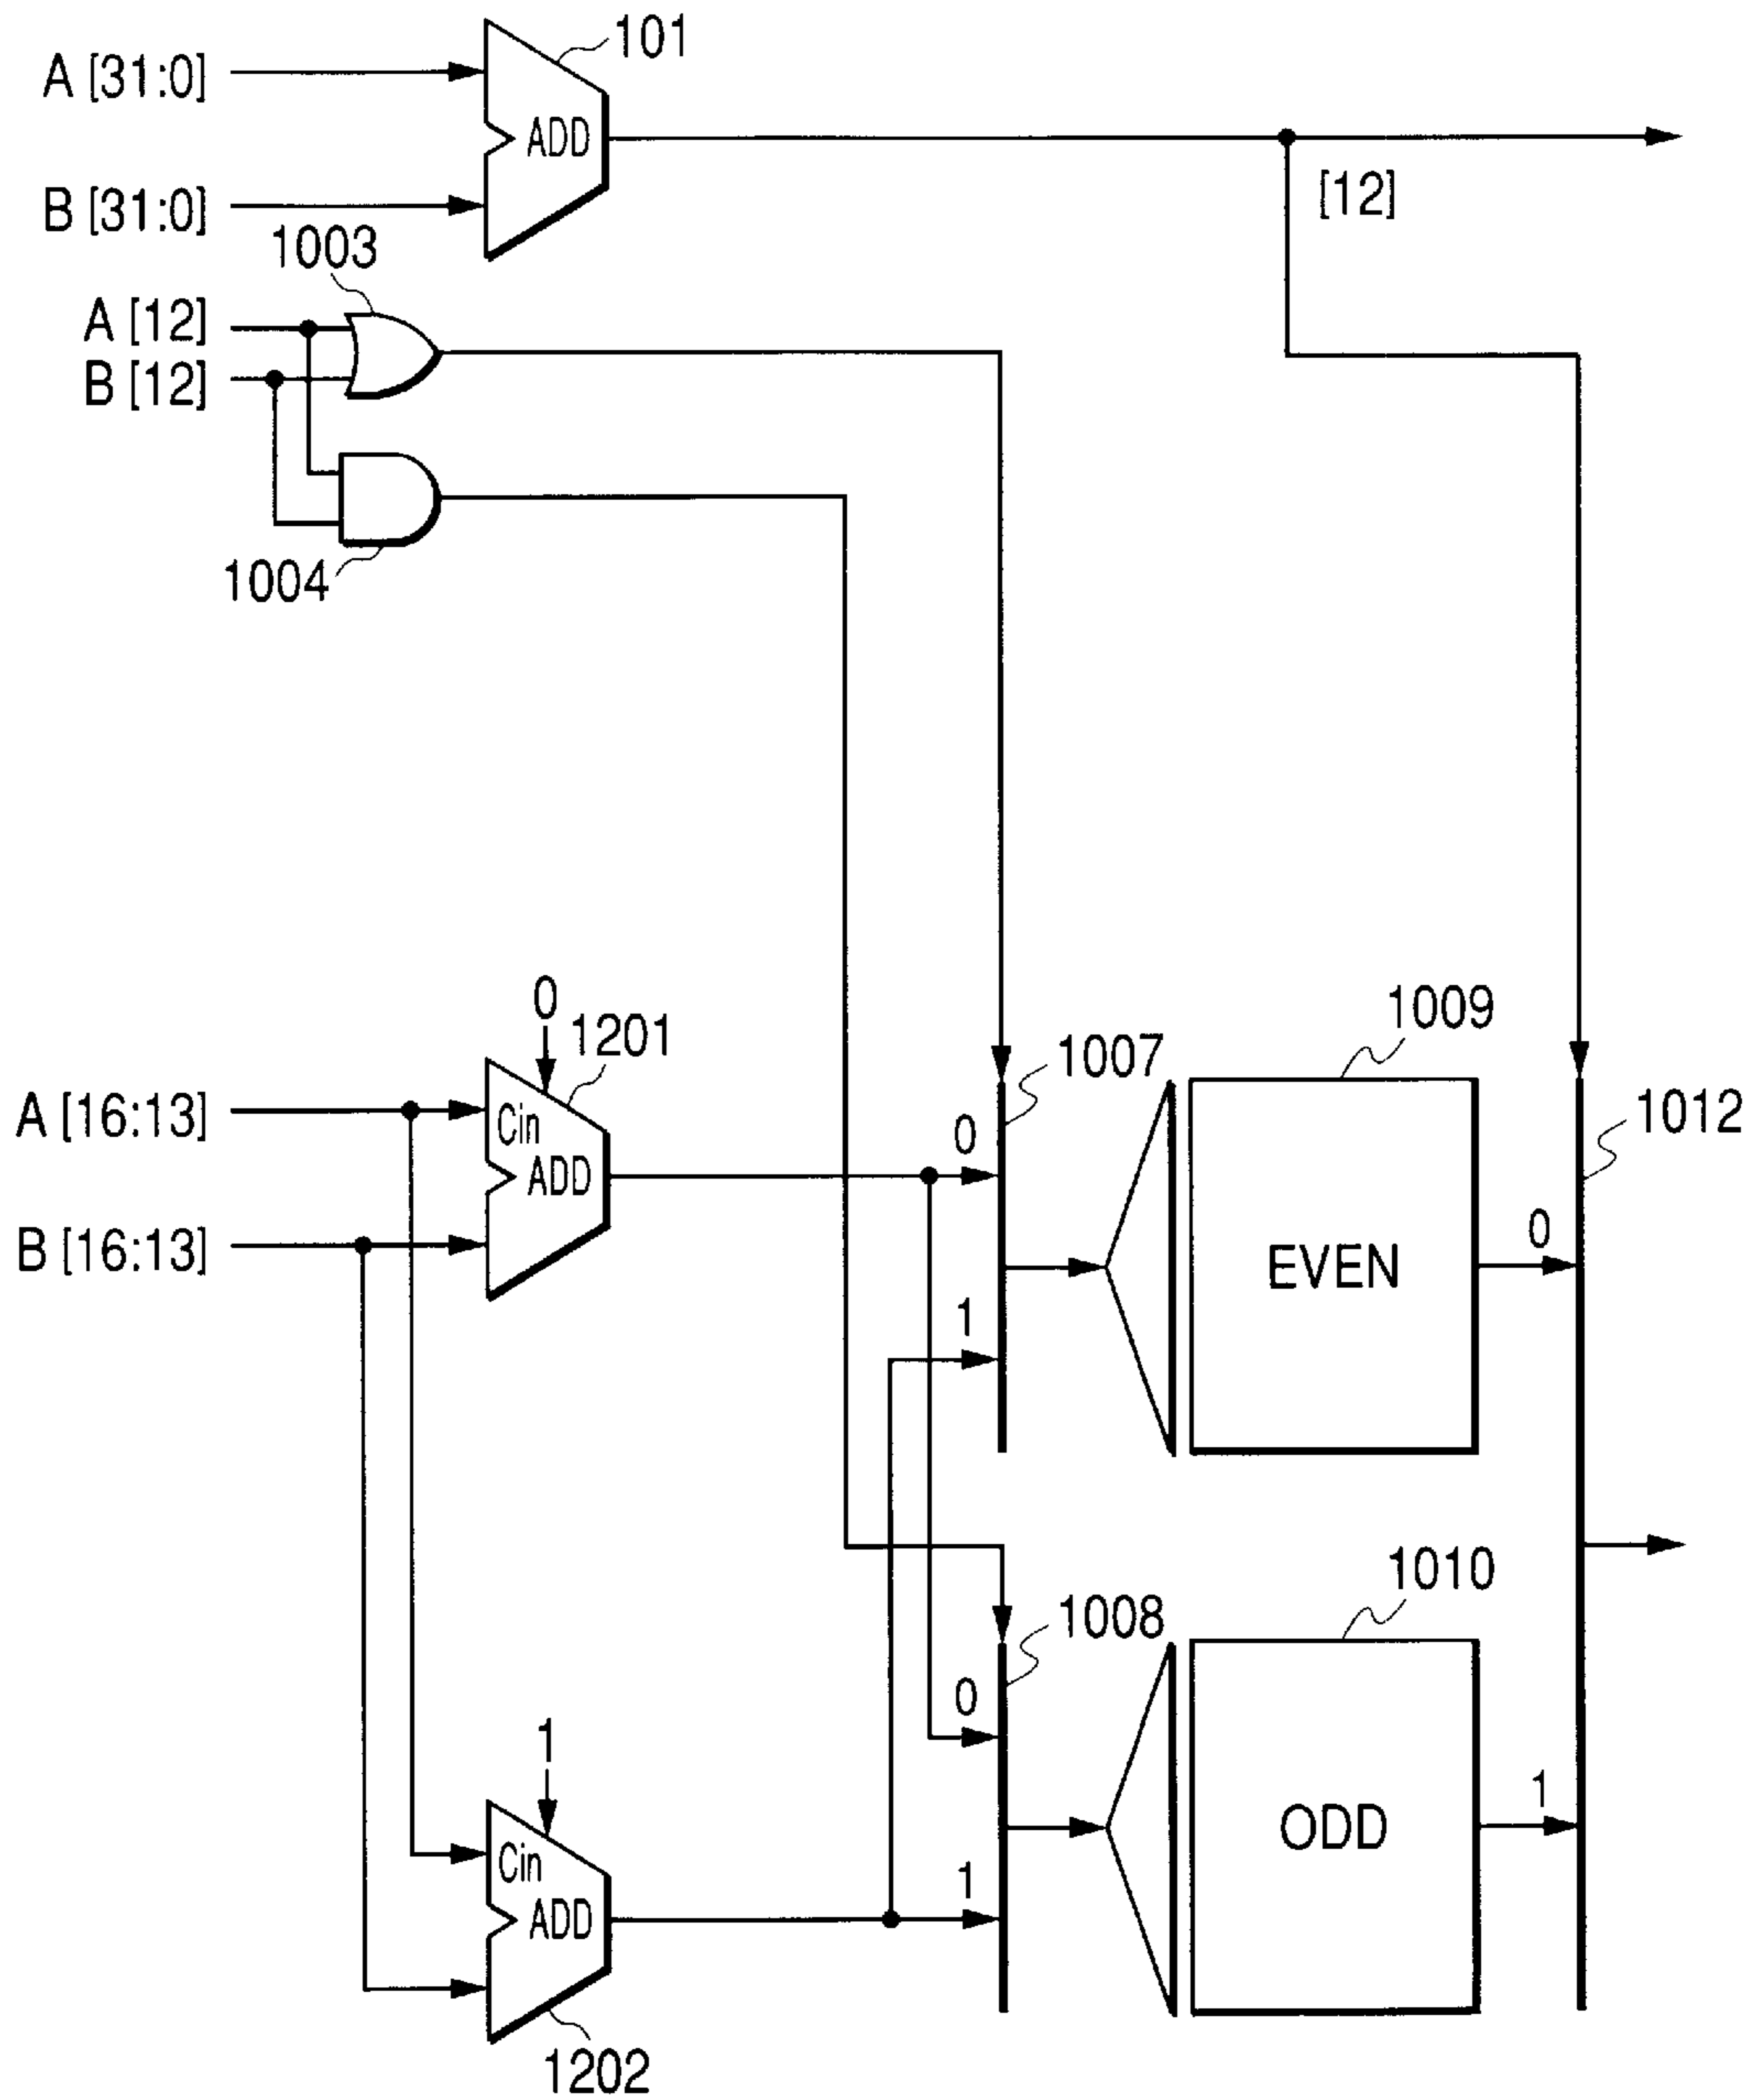 101
A [31:0]
ADD
B [31:0]
[12]
1003
A [12]
B [12]
1004
0
1201
1007
1009
1012
A [16:13]
Cin
0
ADD
B [16:13]
0
EVEN
1
1008
1010
0
1
1
Cin
1
ODD
ADD
1202